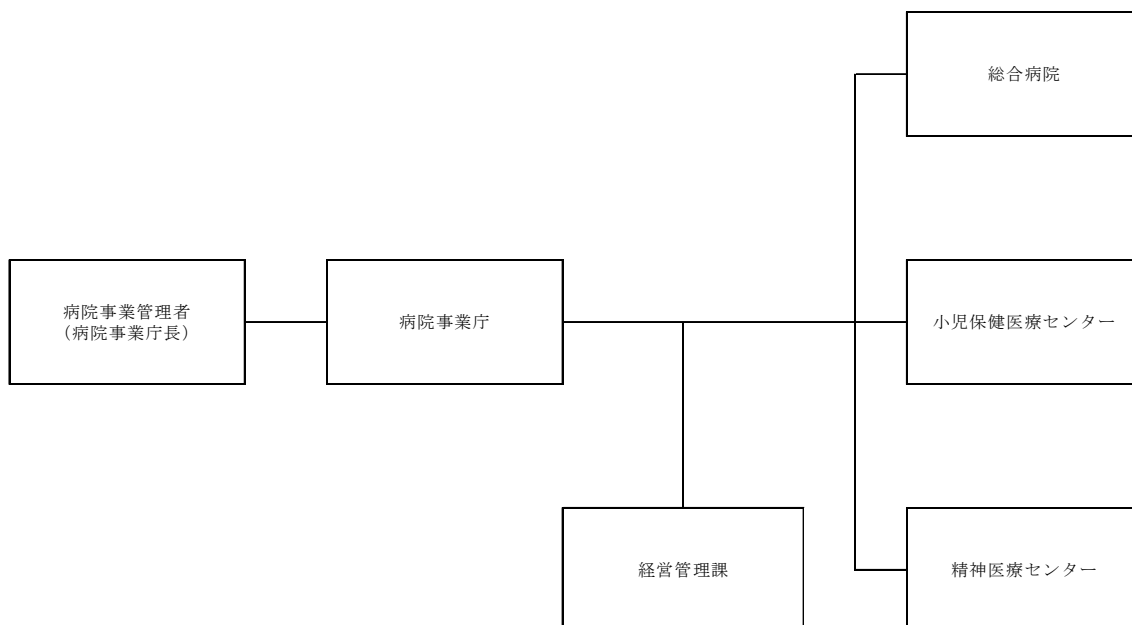 総合病院
病院事業管理者
（病院事業庁長）
病院事業庁
小児保健医療センター
経営管理課
精神医療センター